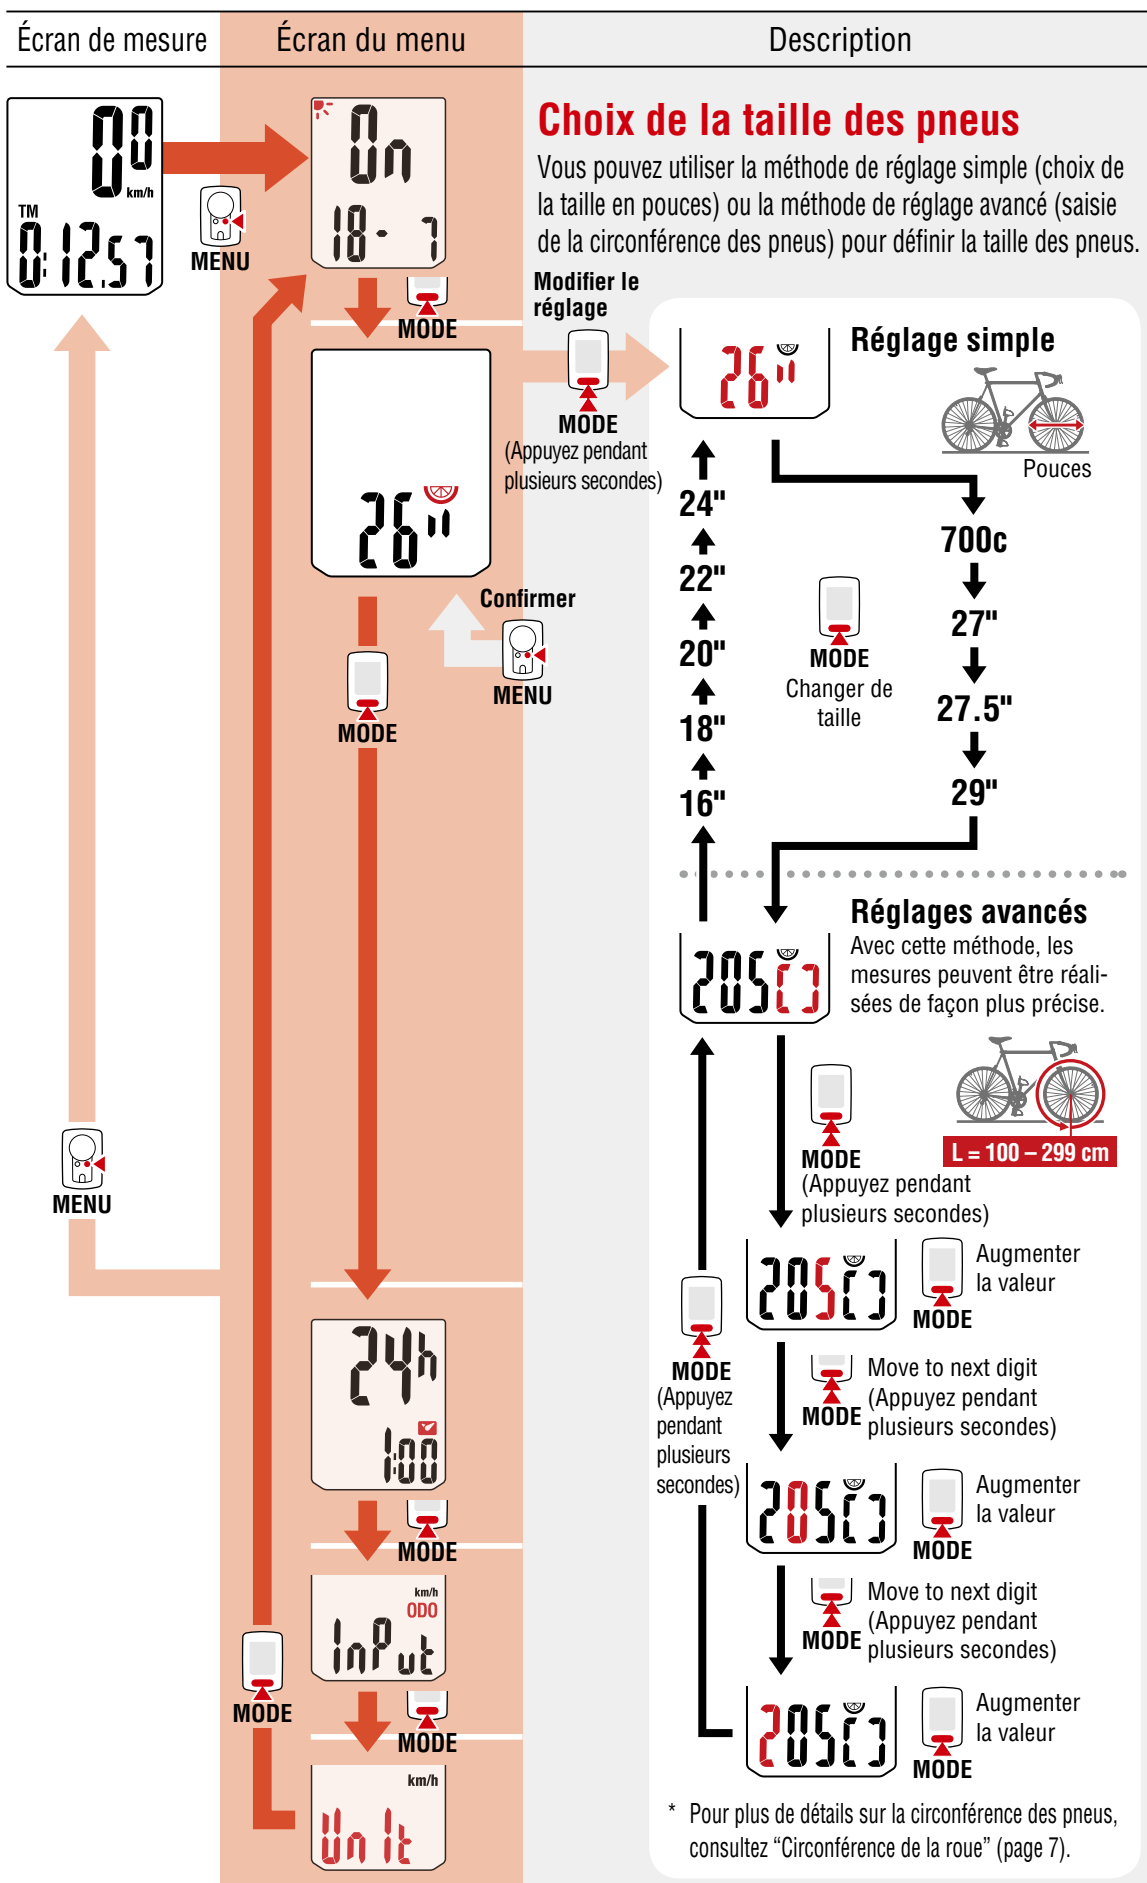 Écran de mesure
Écran du menu
Description
0.0
km/h
TM
0:12.57
MENU
On
18- 7
MODE
Choix de la taille des pneus
Vous pouvez utiliser la méthode de réglage simple (choix de
la taille en pouces) ou la méthode de réglage avancé (saisie
de la circonférence des pneus) pour définir la taille des pneus.
Modifier le
réglage
MODE
(Appuyez pendant
plusieurs secondes)
26"
Confirmer
MENU
MODE
26"
Réglage simple
Pouces
24"
22"
20"
18"
16"
MODE
Changer de
taille
700c
27"
27.5"
29"
Réglages avancés
Avec cette méthode, les
mesures peuvent être réali-
sées de façon plus précise.
205[]
L = 100 – 299 cm
MODE
(Appuyez pendant
plusieurs secondes)
MENU
205[]
Augmenter
la valeur
MODE
MODE
(Appuyez
pendant
plusieurs
secondes)
Move to next digit
(Appuyez pendant
plusieurs secondes)
MODE
205[]
Augmenter
la valeur
MODE
Move to next digit
(Appuyez pendant
plusieurs secondes)
MODE
205[]
Augmenter
la valeur
MODE
24h
1:00
MODE
km/h
ODO
InPut
MODE
MODE
km/h
UnIt
* Pour plus de détails sur la circonférence des pneus,
consultez “Circonférence de la roue” (page 7).